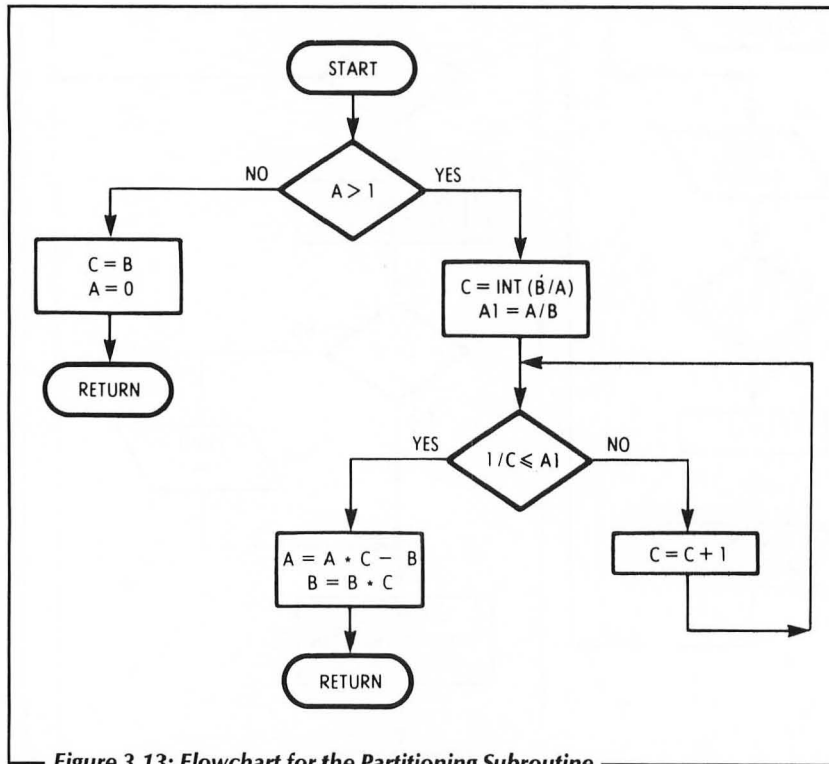 START
NO
YES
A > 1
C = B
A = 0
C = INT (B/A)
A1 = A/B
RETURN
YES
NO
1/C ⩽ A1
A = A * C - B
B = B * C
C = C + 1
RETURN
Figure 3.13: Flowchart for the Partitioning Subroutine